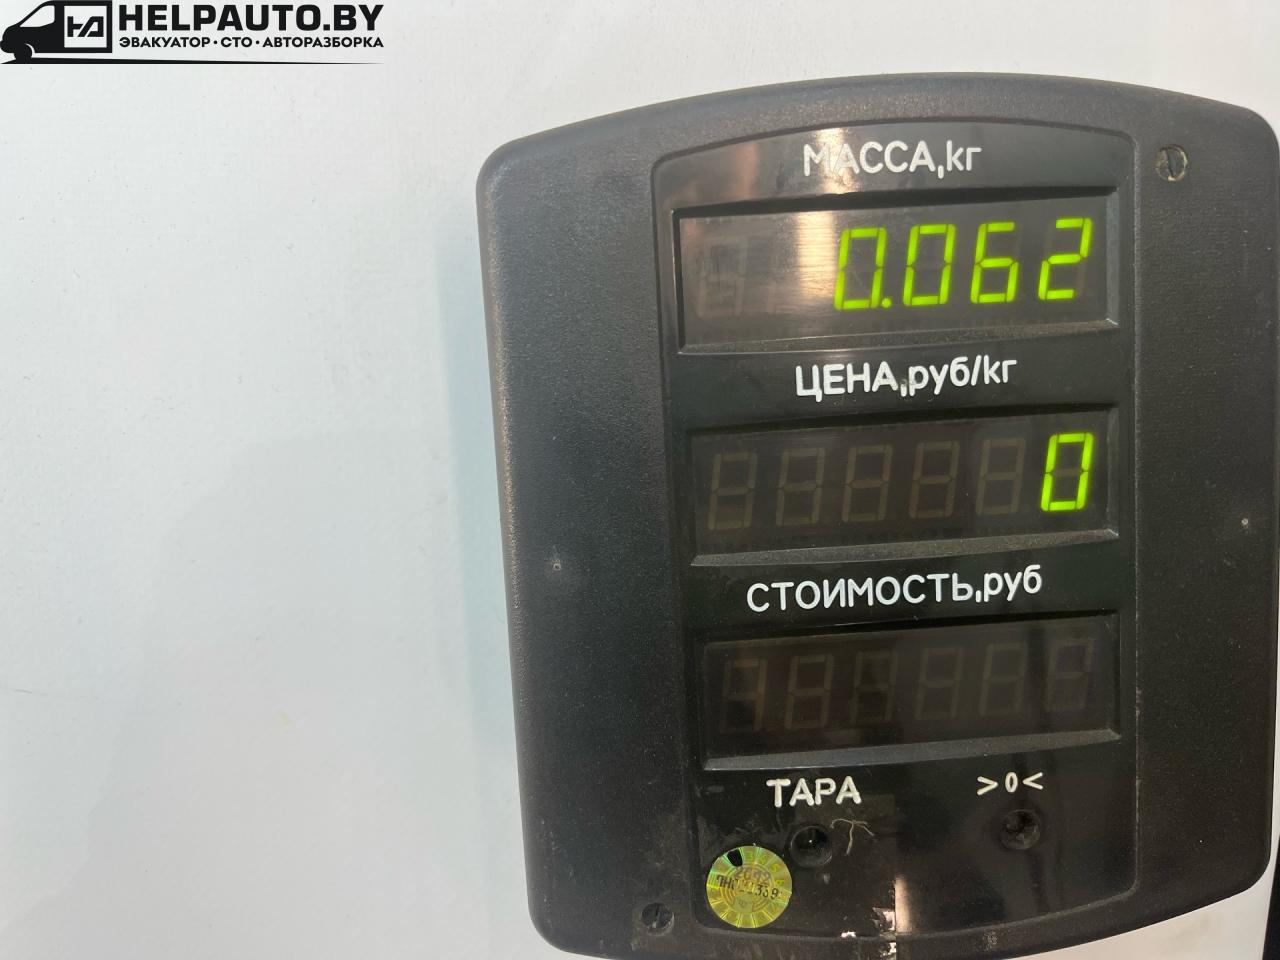 HELPAUTO.BY
ЭВАКУАТОР·СТО·АВТОРАЗБОРКА
МАССА,кг
0.062
ЦЕНА,руб/кг
0
СТОИМОСТЬ,руб
ТАРА >0<